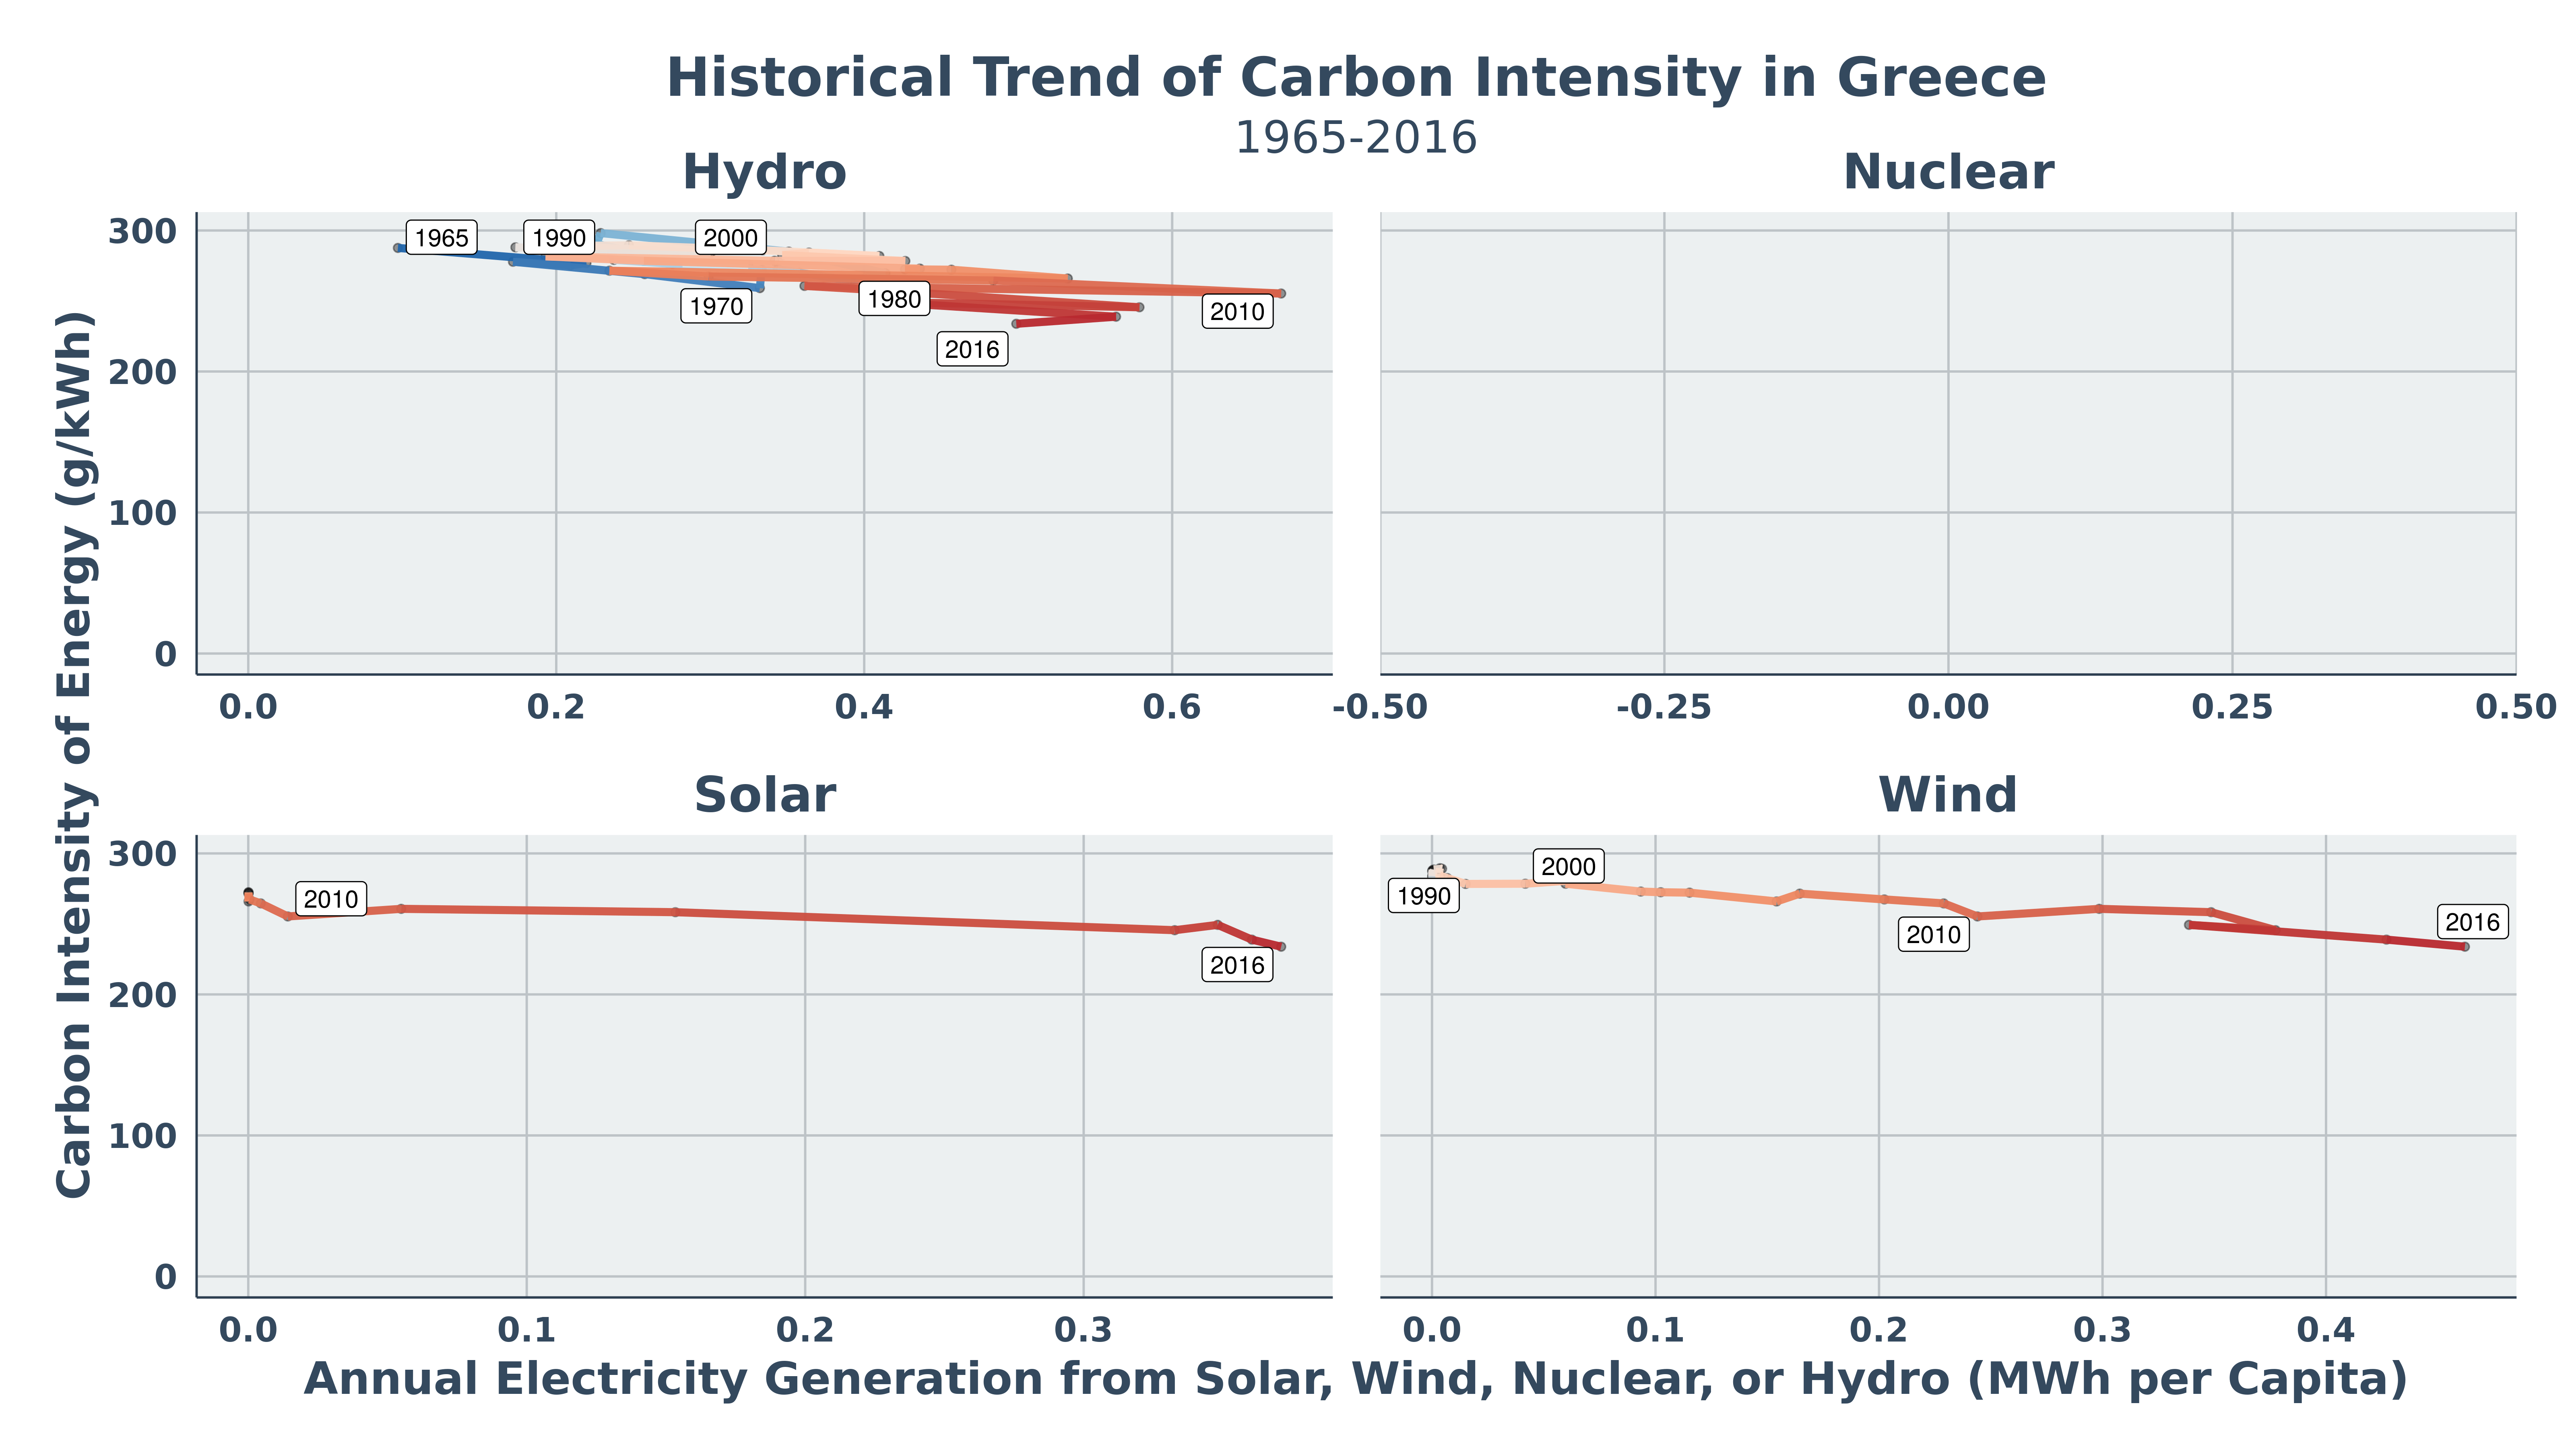 Historical Trend of Carbon Intensity in Greece
1965-2016
Hydro
Nuclear
Carbon Intensity of Energy (g/kWh)
300
200
100
0
1965
1990
2000
1970
1980
2010
2016
0.0 0.2 0.4 0.6
-0.50 -0.25 0.00 0.25 0.50
Solar
Wind
300
200
100
0
2010
2016
1990
2000
2010
2016
0.0 0.1 0.2 0.3
0.0 0.1 0.2 0.3 0.4
Annual Electricity Generation from Solar, Wind, Nuclear, or Hydro (MWh per Capita)